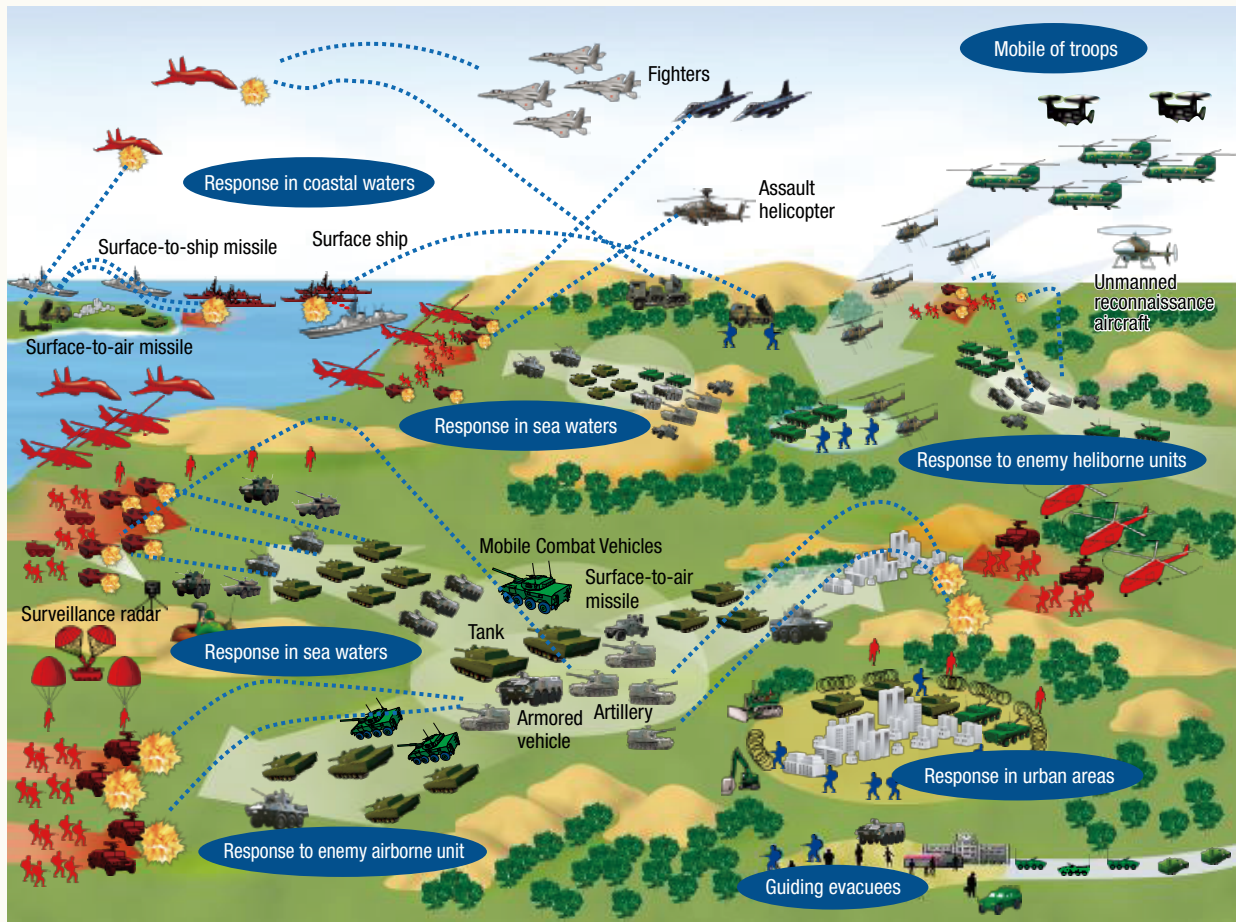 Mobile of troops
Fighters
Response in coastal waters
Assault
helicopter
Surface-to-ship missile
Surface ship
Unmanned
reconnaissance
aircraft
Surface-to-air missile
Response in sea waters
Response to enemy heliborne units
Mobile Combat Vehicles
Surface-to-air
missile
Surveillance radar
Tank
Response in sea waters
Armored
vehicle
Artillery
Response in urban areas
Response to enemy airborne unit
Guiding evacuees